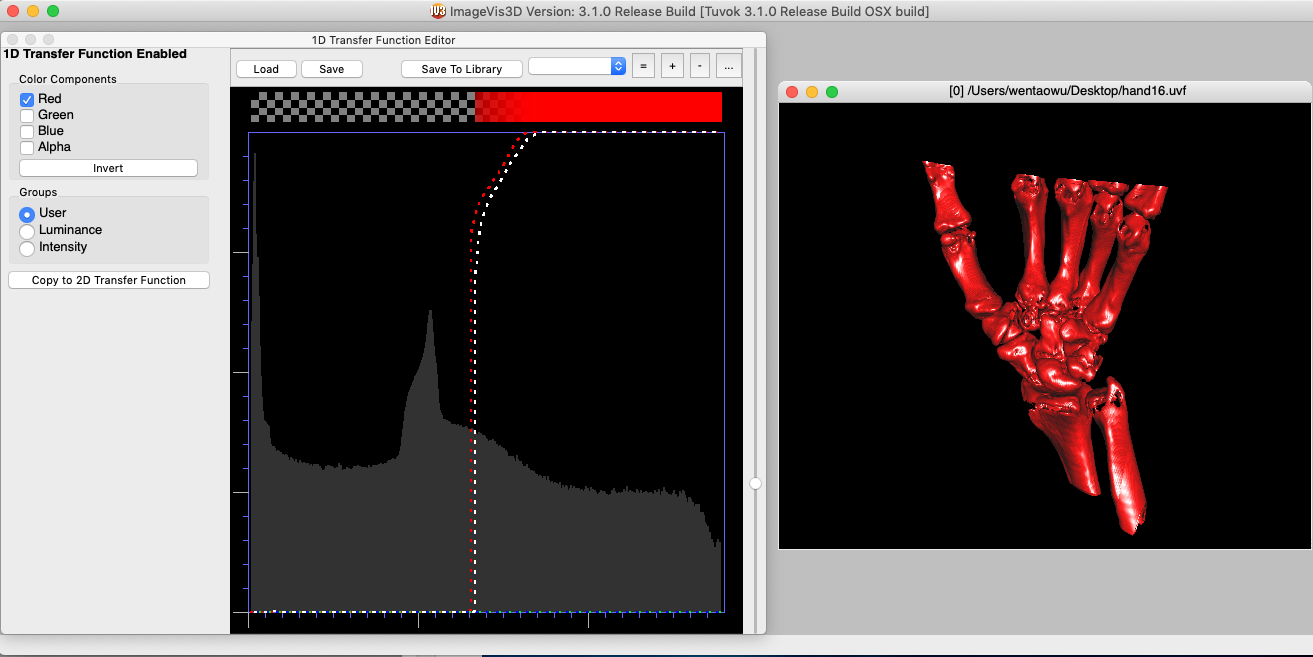 ImageVis3D Version: 3.1.0 Release Build [Tuvok 3.1.0 Release Build OSX build]
1D Transfer Function Editor
1D Transfer Function Enabled
Color Components
Red
Green
Blue
Alpha
Invert
Groups
User
Luminance
Intensity
Copy to 2D Transfer Function
Load Save Save To Library = + - ...
[0] /Users/wentaowu/Desktop/hand16.uvf